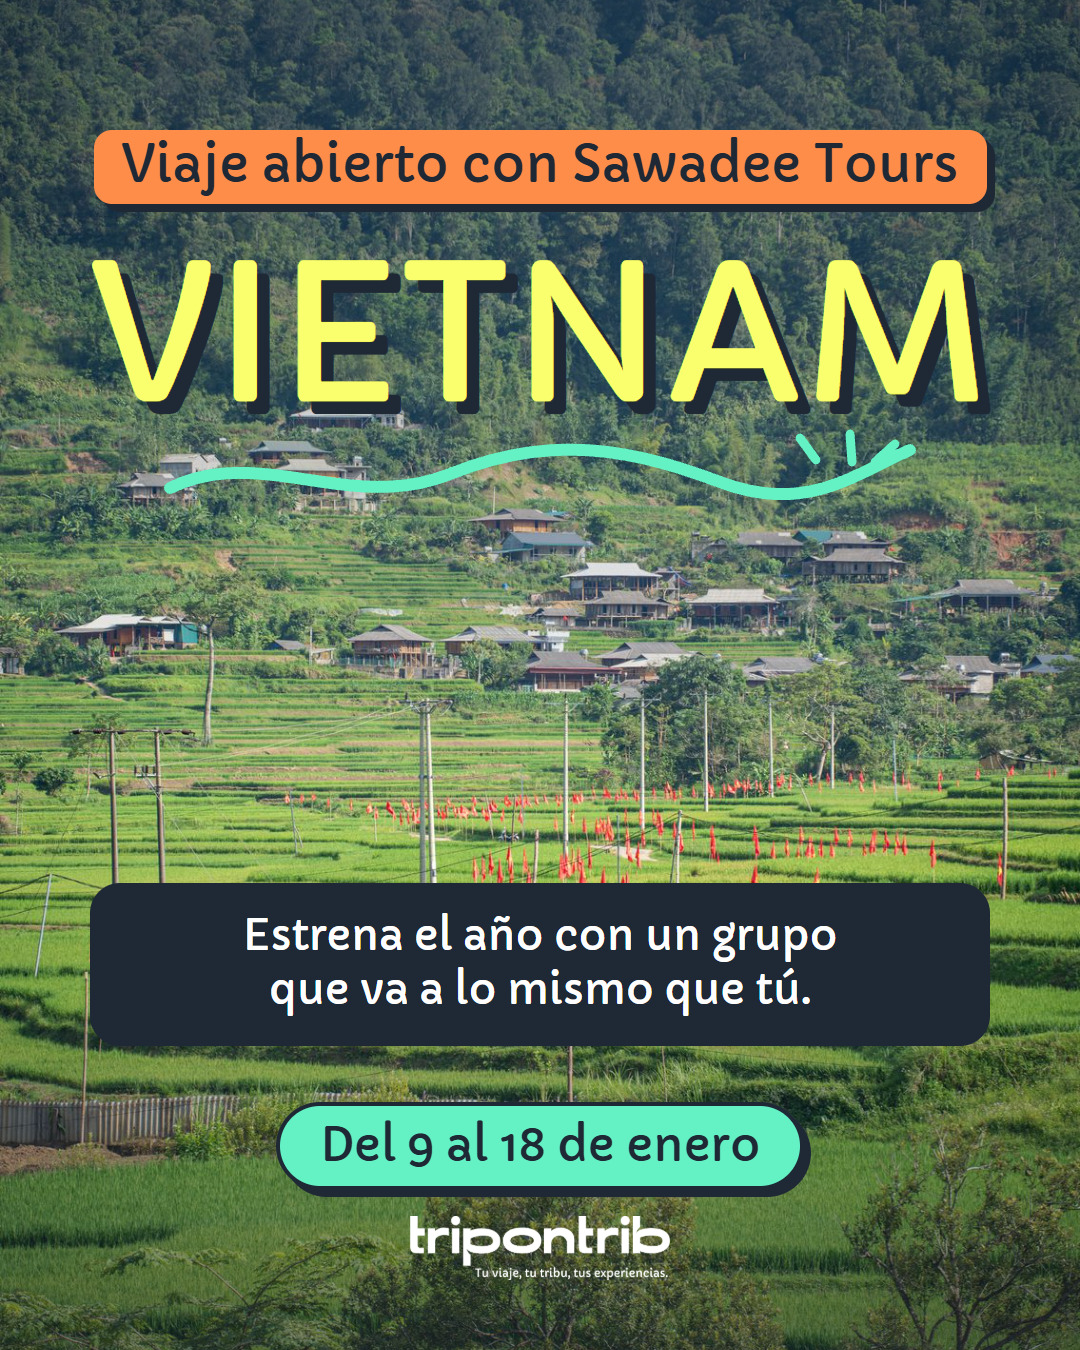 Viaje abierto con Sawadee Tours
VIETNAM
Estrena el año con un grupo
que va a lo mismo que tú.
Del 9 al 18 de enero
tripontrib
Tu viaje, tu tribu, tus experiencias.